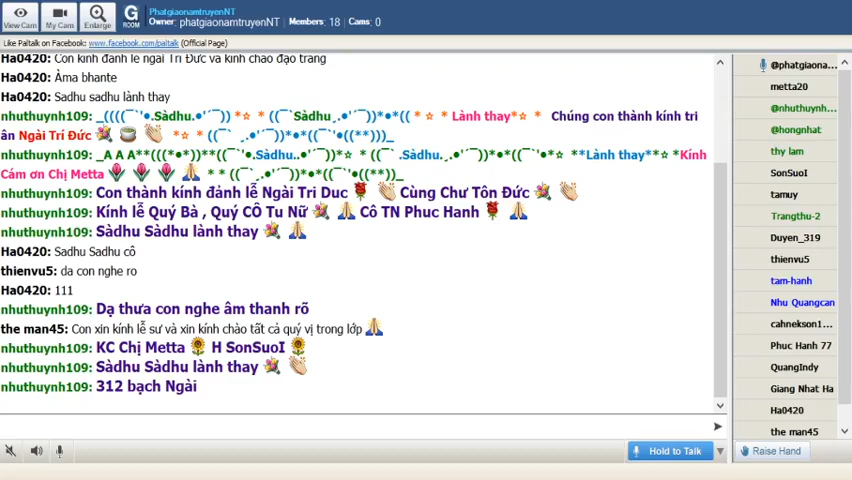 View Cam
My Cam
Enlarge
G ROOM
PhatgiaonamtruyenNT
Owner: phatgiaonamtruyenNT Members: 18 Cams: 0
Like Paltalk on Facebook: www.facebook.com/paltalk (Official Page)
Ha0420: Con kính đảnh lễ ngài Trí Đức và kính chào đạo tràng
Ha0420: Àma bhante
Ha0420: Sadhu sadhu lành thay
nhuthuynh109: _((((¯`'•.Sàdhu.•'´¯)) *☆ * ((¯`Sàdhu´.•'´¯))*•*(( * ☆ * Lành thay*☆ * Chúng con thành kính tri
ân Ngài Trí Đức *☆ * ((¯` .•'´¯))*•*((¯`'•((**)))_
nhuthuynh109: _A A A**(((*•*))**((¯`'•.Sàdhu..•'´¯))*☆ * ((¯` .Sàdhu.´.•'´¯))*•*((¯`'•*☆ **Lành thay**☆ *Kính
Cám ơn Chị Metta * * ((¯`´.•'´¯))*•*((¯`'•((**))_
nhuthuynh109: Con thành kính đảnh lễ Ngài Tri Duc Cùng Chư Tôn Đức
nhuthuynh109: Kính lễ Quý Bà , Quý CÔ Tu Nữ Cô TN Phuc Hanh
nhuthuynh109: Sàdhu Sàdhu lành thay
Ha0420: Sadhu Sadhu cô
thienvu5: da con nghe ro
Ha0420: 111
nhuthuynh109: Dạ thưa con nghe âm thanh rõ
the man45: Con xin kính lễ sư và xin kính chào tất cả quý vị trong lớp
nhuthuynh109: KC Chị Metta H SonSuoI
nhuthuynh109: Sàdhu Sàdhu lành thay
nhuthuynh109: 312 bạch Ngài
@phatgiaona...
metta20
@nhuthuynh...
@hongnhat
thy lam
SonSuoI
tamuy
Trangthu-2
Duyen_319
thienvu5
tam-hanh
Nhu Quangcan
cahnekson1...
Phuc Hanh 77
QuangIndy
Giang Nhat Ha
Ha0420
the man45
Hold to Talk
Raise Hand